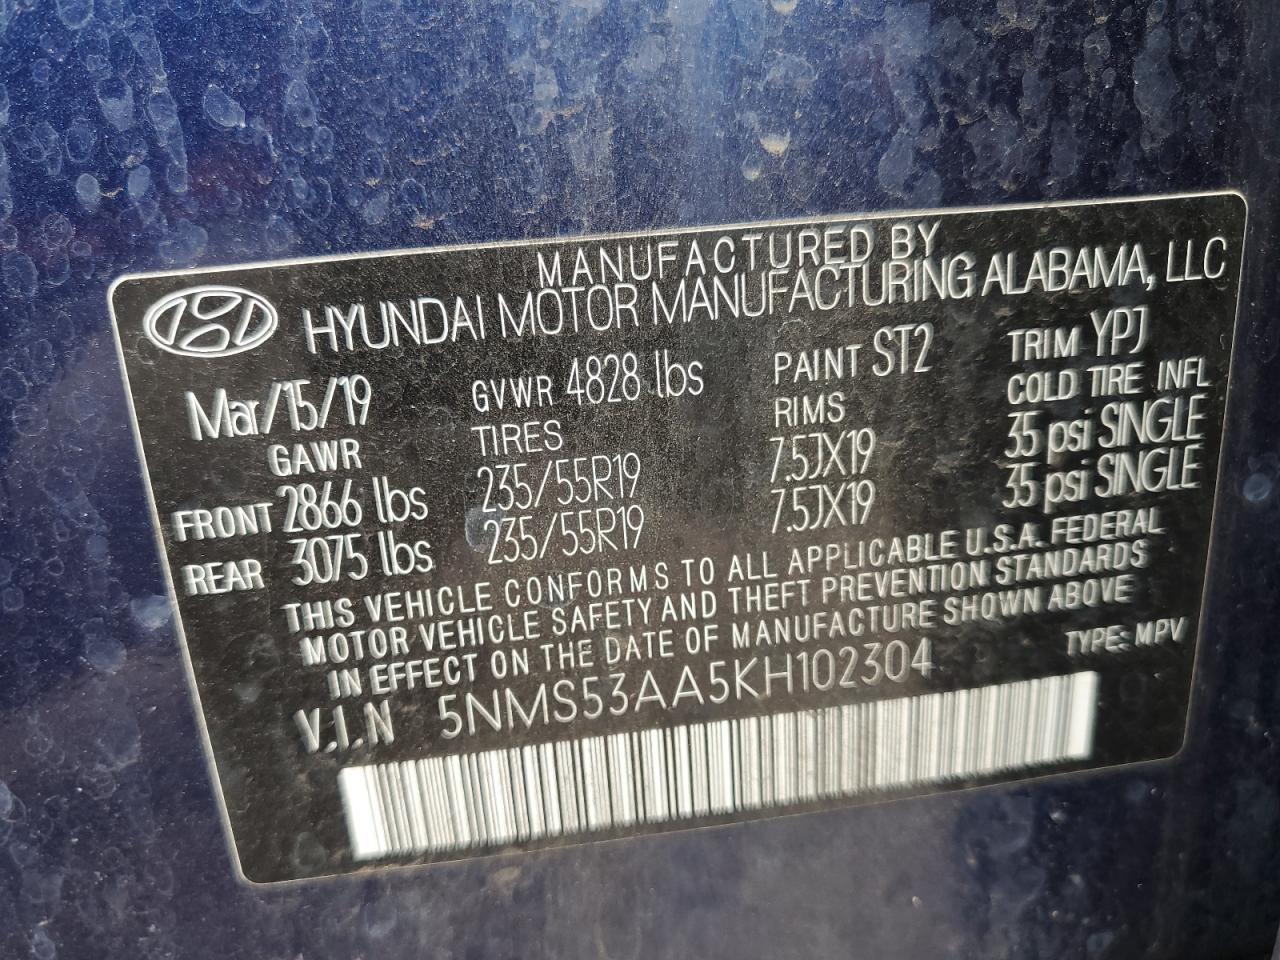 MANUFACTURED BY
HYUNDAI MOTOR MANUFACTURING ALABAMA, LLC
Mar/15/19 GVWR 4828 lbs PAINT ST2 TRIM YPJ
GAWR TIRES RIMS COLD TIRE INFL
FRONT 2866 lbs 235/55R19 7.5JX19 35 psi SINGLE
REAR 3075 lbs 235/55R19 7.5JX19 35 psi SINGLE
THIS VEHICLE CONFORMS TO ALL APPLICABLE U.S.A. FEDERAL
MOTOR VEHICLE SAFETY AND THEFT PREVENTION STANDARDS
IN EFFECT ON THE DATE OF MANUFACTURE SHOWN ABOVE
V.I.N 5NMS53AA5KH102304 TYPE: MPV